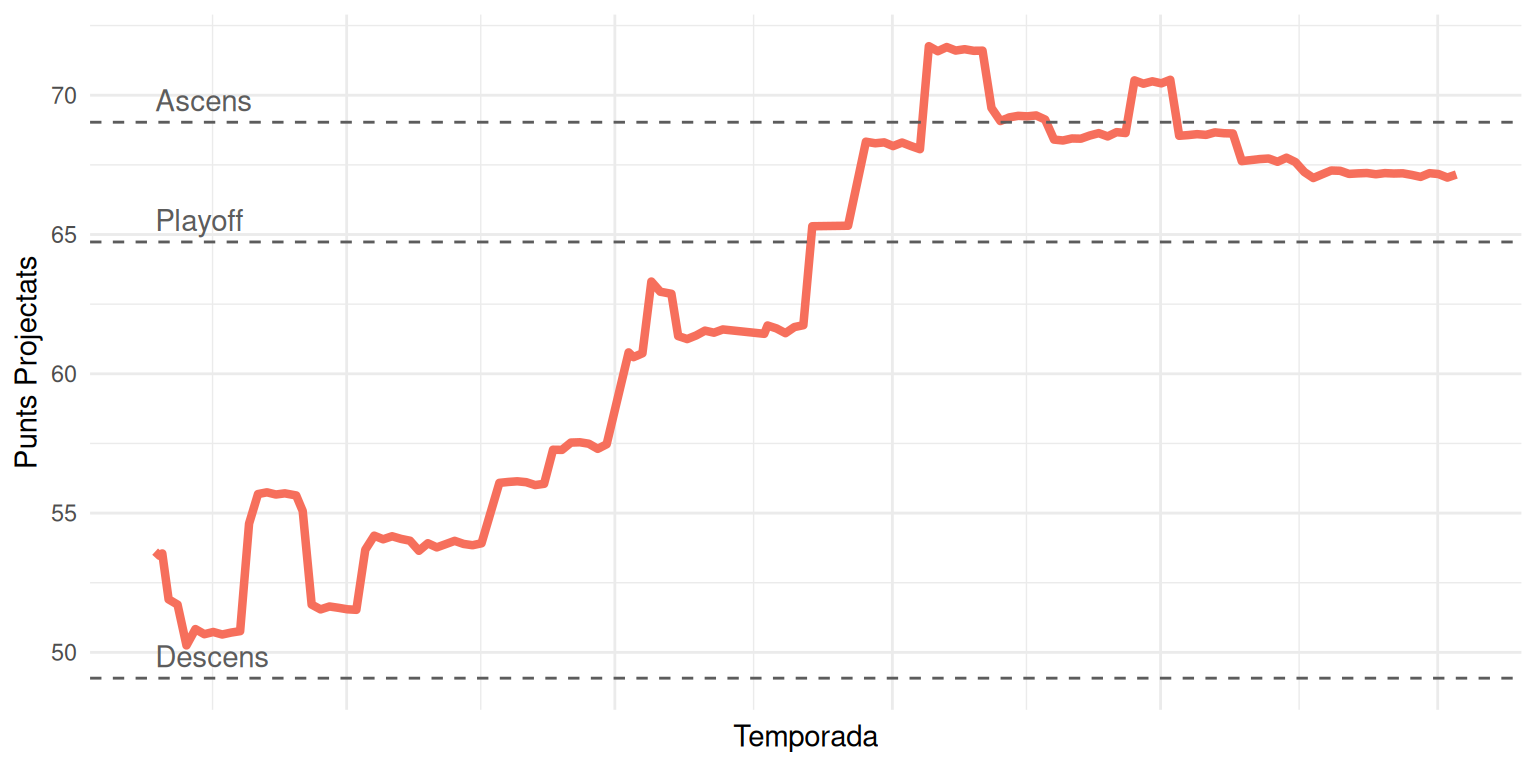 70
Ascens
Playoff
65
Punts Projectats
60
55
50
Descens
Temporada